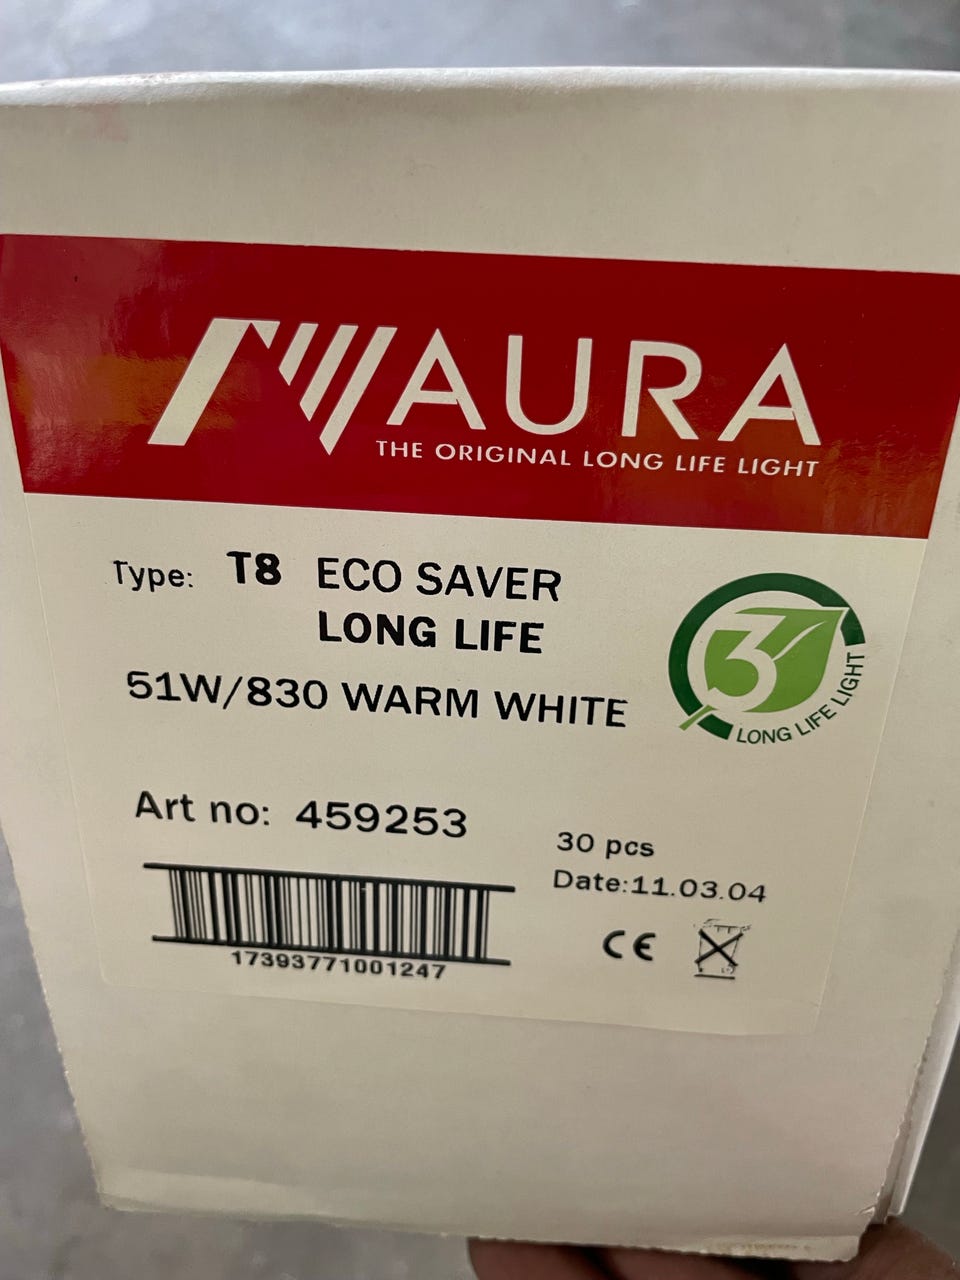 AURA
THE ORIGINAL LONG LIFE LIGHT
Type: T8 ECO SAVER
LONG LIFE
51W/830 WARM WHITE
3
LONG LIFE LIGHT
Art no: 459253
30 pcs
Date:11.03.04
CE
17393771001247